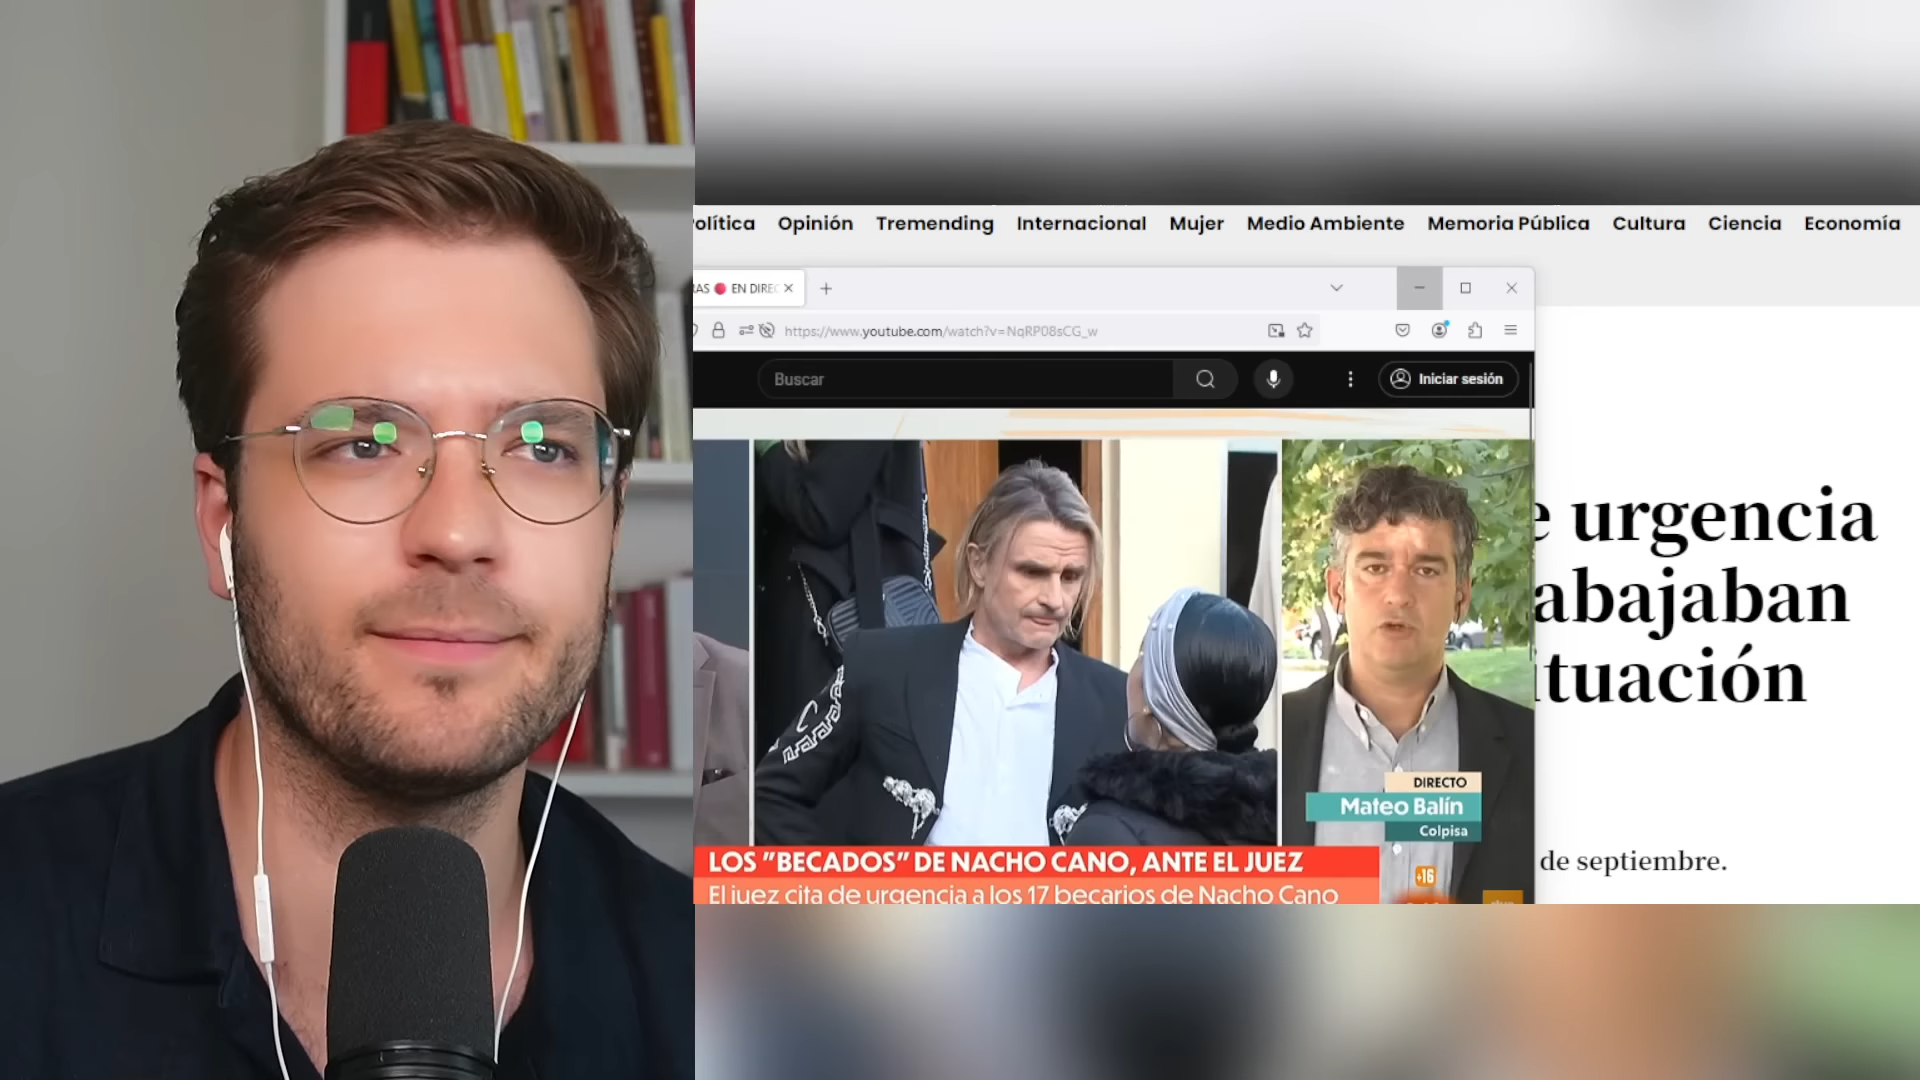 olítica Opinión Tremending Internacional Mujer Medio Ambiente Memoria Pública Cultura Ciencia Economía
AS EN DIREC
https://www.youtube.com/watch?v=NqRP08sCG_w
Buscar
Iniciar sesión
e urgencia
abajaban
ituación
DIRECTO
Mateo Balín
Colpisa
LOS "BECADOS" DE NACHO CANO, ANTE EL JUEZ
+16
de septiembre.
El juez cita de urgencia a los 17 becarios de Nacho Cano